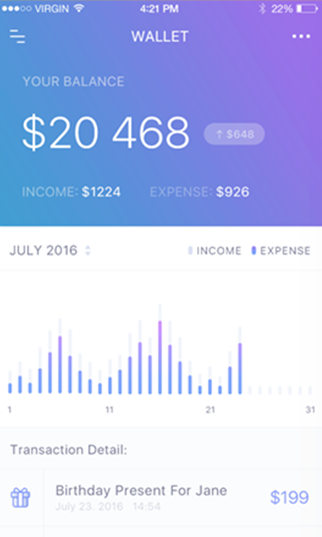 VIRGIN 4:21 PM 22%
WALLET
YOUR BALANCE
$20 468 ↑ $648
INCOME: $1224 EXPENSE: $926
JULY 2016 INCOME EXPENSE
1 11 21 31
Transaction Detail:
Birthday Present For Jane $199
July 23. 2016 14:54